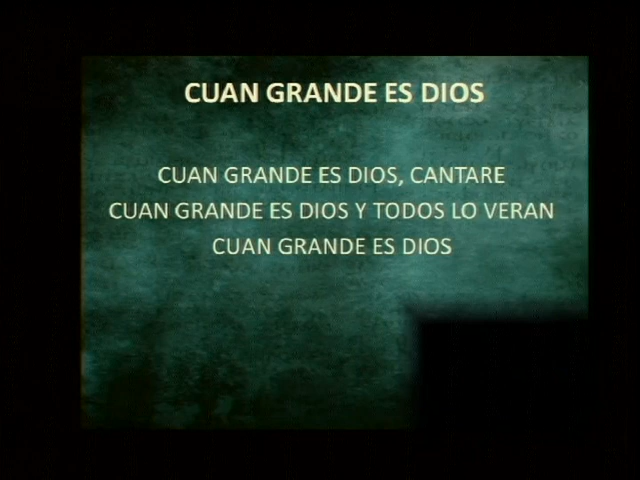 CUAN GRANDE ES DIOS
CUAN GRANDE ES DIOS, CANTARE
CUAN GRANDE ES DIOS Y TODOS LO VERAN
CUAN GRANDE ES DIOS